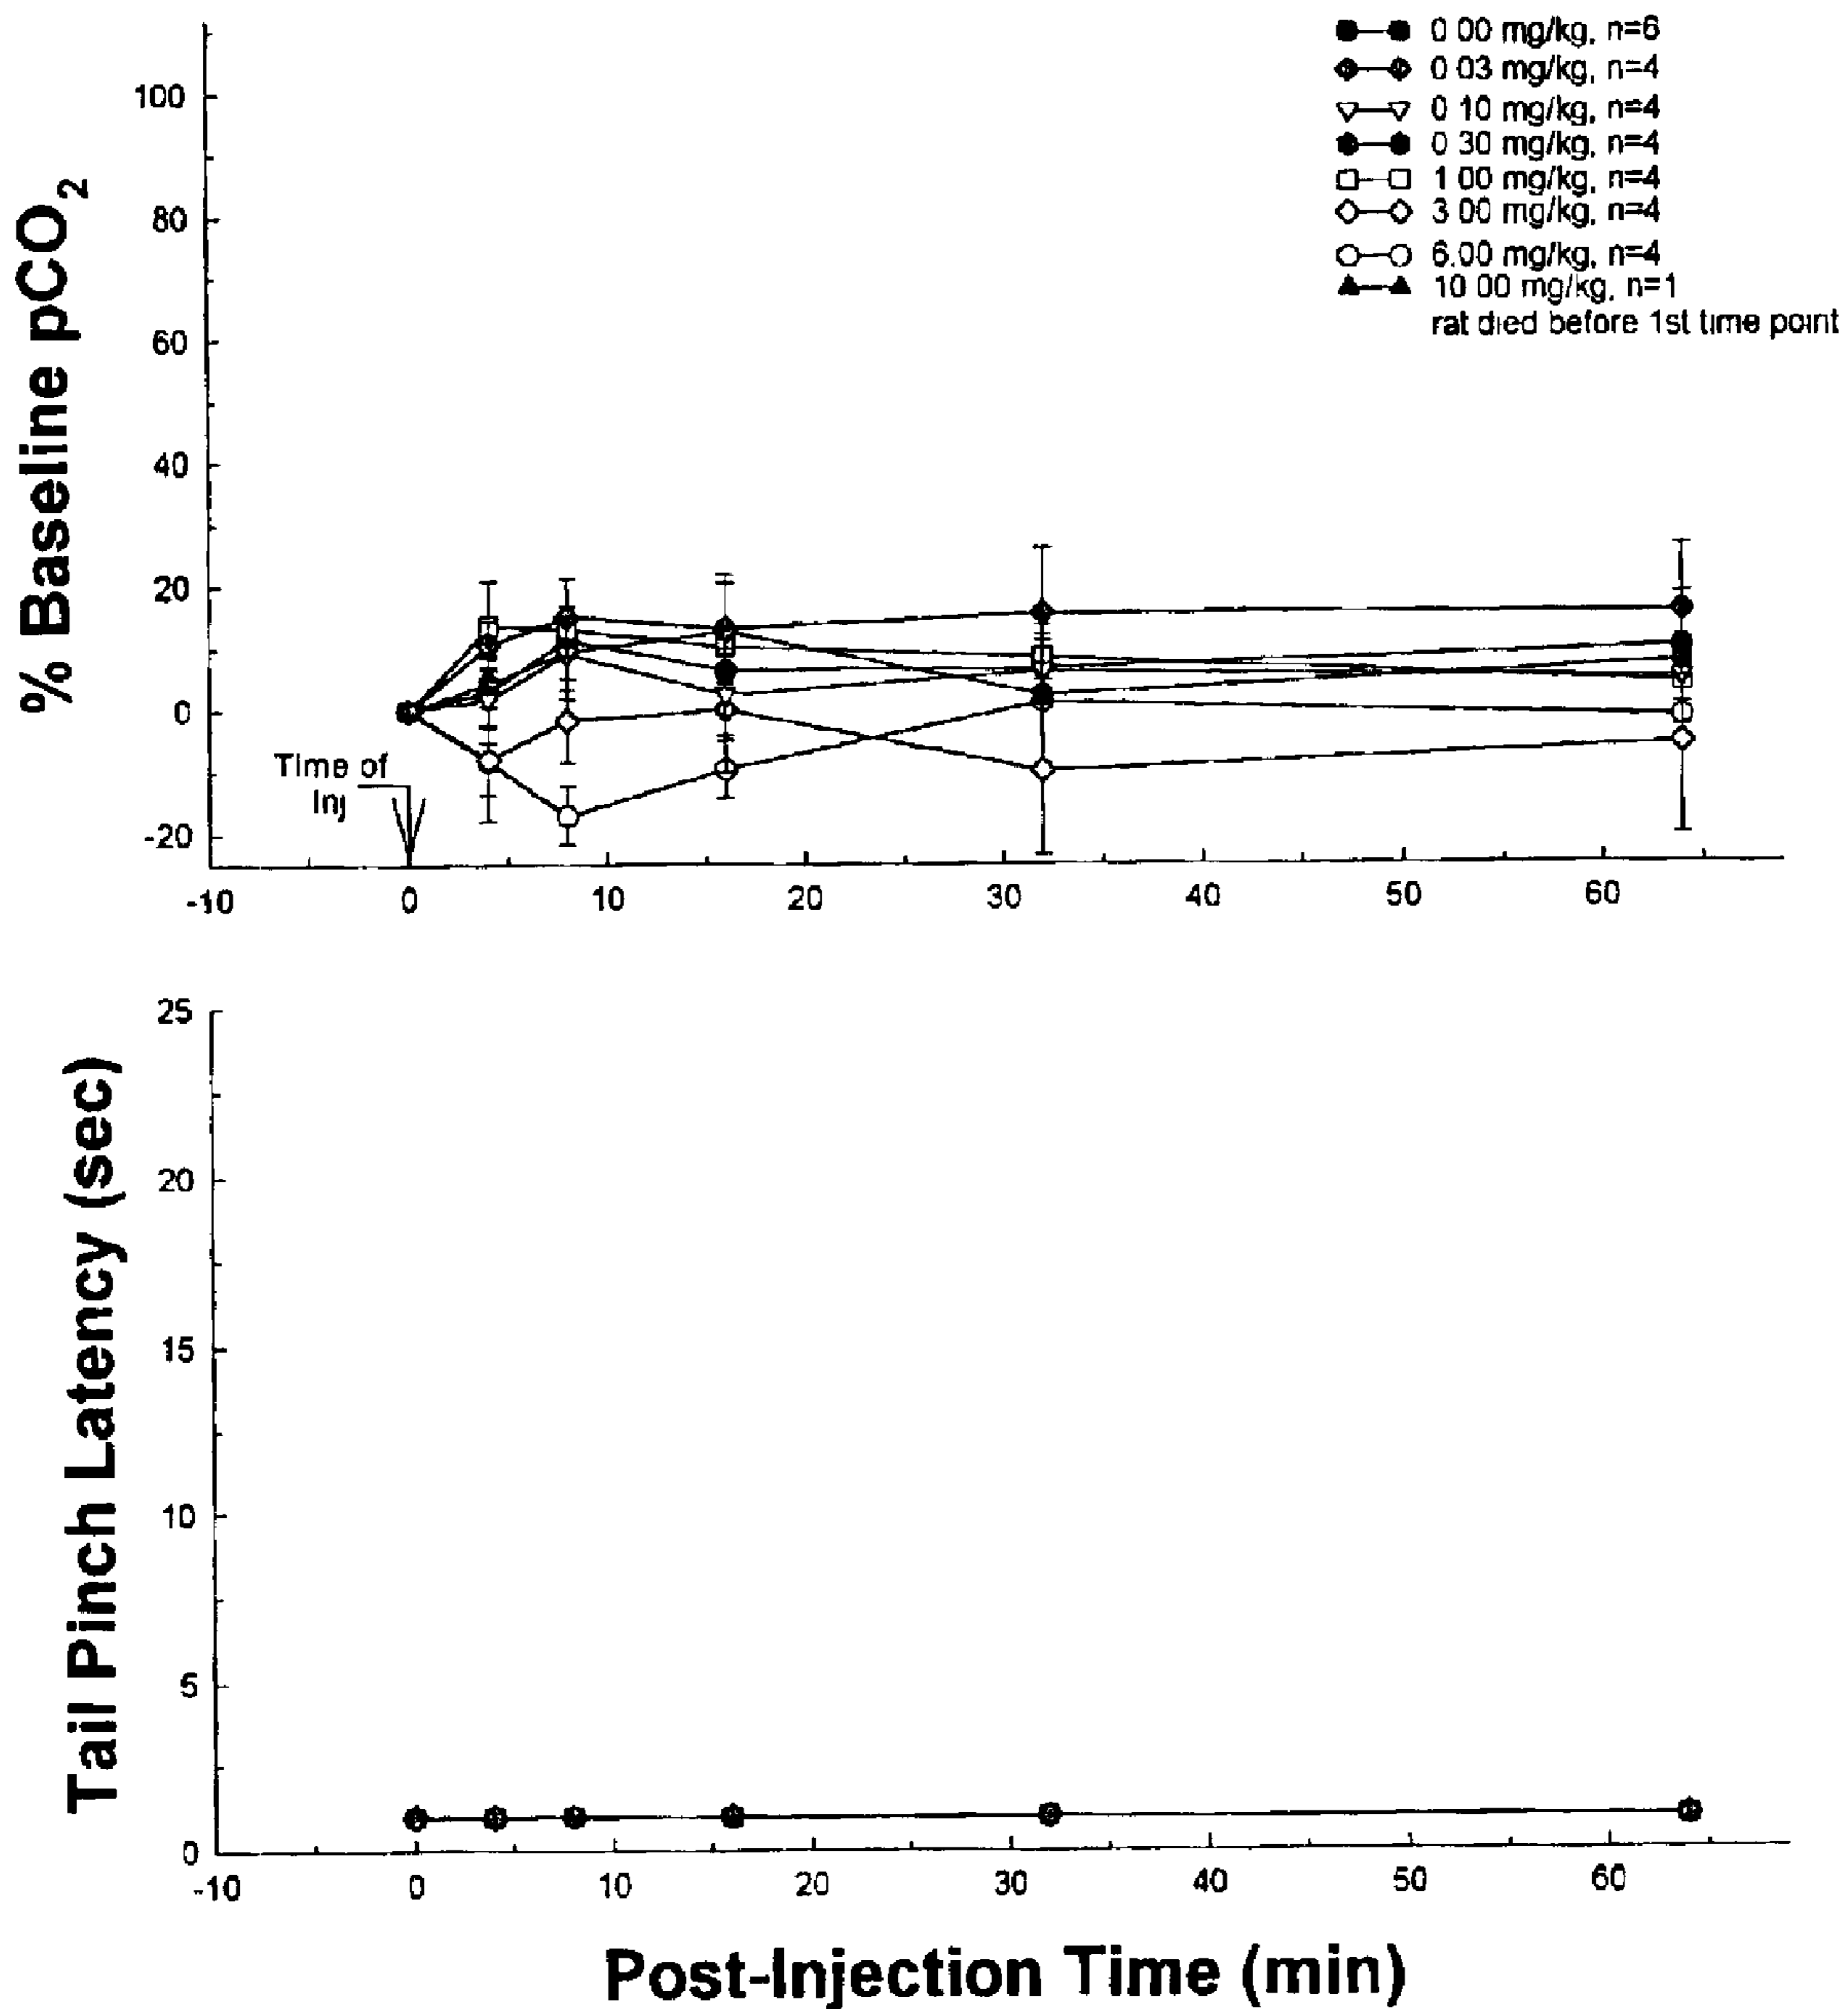 0 00 mg/kg, n=6
0 03 mg/kg, n=4
0 10 mg/kg, n=4
0 30 mg/kg, n=4
1 00 mg/kg, n=4
3 00 mg/kg, n=4
6.00 mg/kg, n=4
10 00 mg/kg, n=1
rat died before 1st time point
% Baseline pCO₂
100
80
60
40
20
0
-20
Time of
Inj
-10 0 10 20 30 40 50 60
Tail Pinch Latency (sec)
25
20
15
10
5
0
-10 0 10 20 30 40 50 60
Post-Injection Time (min)